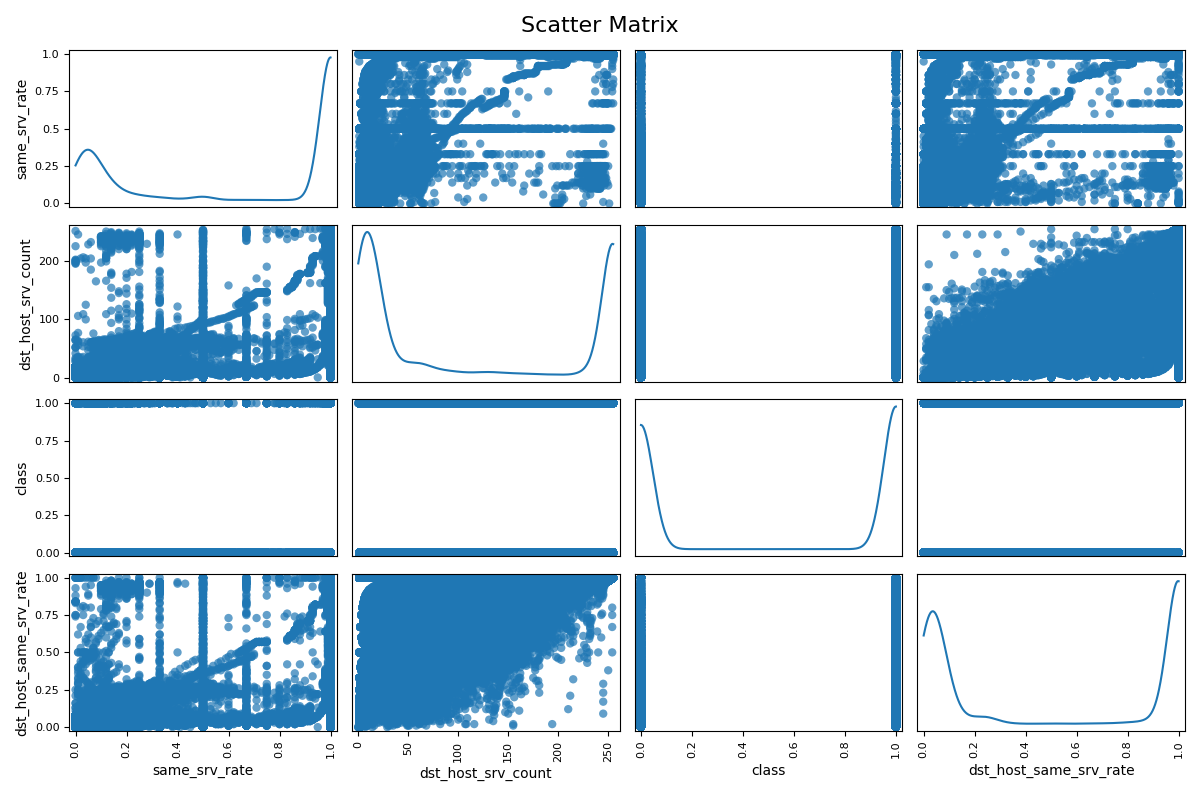 Scatter Matrix
1.0
0.75
0.5
0.25
0.0
same_srv_rate
200
100
0
dst_host_srv_count
1.00
0.75
0.50
0.25
0.00
class
1.00
0.75
0.50
0.25
0.00
dst_host_same_srv_rate
0.0 0.2 0.4 0.6 0.8 1.0
0 50 100 150 200 250
0.0 0.2 0.4 0.6 0.8 1.0
0.0 0.2 0.4 0.6 0.8 1.0
same_srv_rate
dst_host_srv_count
class
dst_host_same_srv_rate